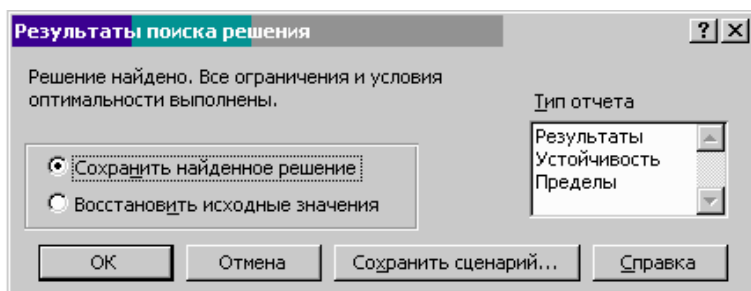 Результаты поиска решения
Решение найдено. Все ограничения и условия
оптимальности выполнены.
Тип отчета
Результаты
Устойчивость
Пределы
Сохранить найденное решение
Восстановить исходные значения
ОК
Отмена
Сохранить сценарий...
Справка